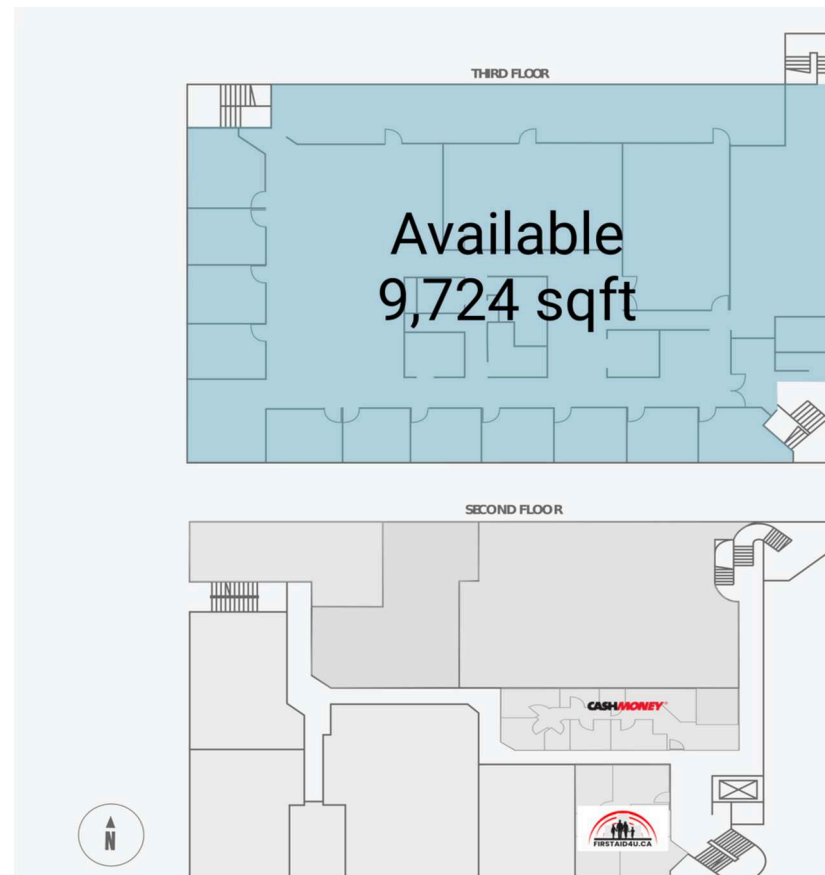 THIRD FLOOR
Available
9,724 sqft
SECOND FLOOR
CASHMONEY
FIRSTAID4U.CA
N